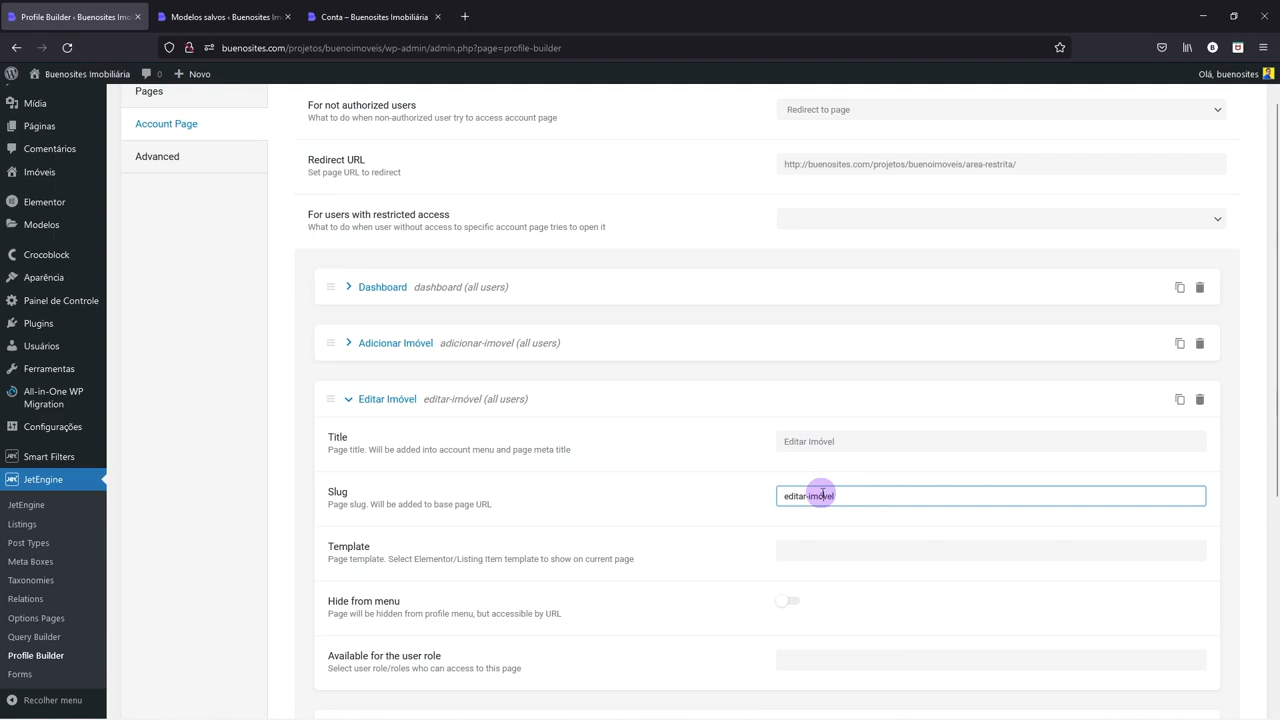 Profile Builder ‹ Buenosites Imo
Modelos salvos ‹ Buenosites Im
Conta – Buenosites Imobiliária
buenosites.com/projetos/buenoimoveis/wp-admin/admin.php?page=profile-builder
Buenosites Imobiliária
0
Novo
Olá, buenosites
Mídia
Páginas
Comentários
Imóveis
Elementor
Modelos
Crocoblock
Aparência
Painel de Controle
Plugins
Usuários
Ferramentas
All-in-One WP
Migration
Configurações
Smart Filters
JetEngine
JetEngine
Listings
Post Types
Meta Boxes
Taxonomies
Relations
Options Pages
Query Builder
Profile Builder
Forms
Recolher menu
Pages
Account Page
Advanced
For not authorized users
What to do when non-authorized user try to access account page
Redirect to page
Redirect URL
Set page URL to redirect
http://buenosites.com/projetos/buenoimoveis/area-restrita/
For users with restricted access
What to do when user without access to specific account page tries to open it
Dashboard dashboard (all users)
Adicionar Imóvel adicionar-imovel (all users)
Editar Imóvel editar-imóvel (all users)
Title
Page title. Will be added into account menu and page meta title
Editar Imóvel
Slug
Page slug. Will be added to base page URL
editar-imóvel
Template
Page template. Select Elementor/Listing Item template to show on current page
Hide from menu
Page will be hidden from profile menu, but accessible by URL
Available for the user role
Select user role/roles who can access to this page